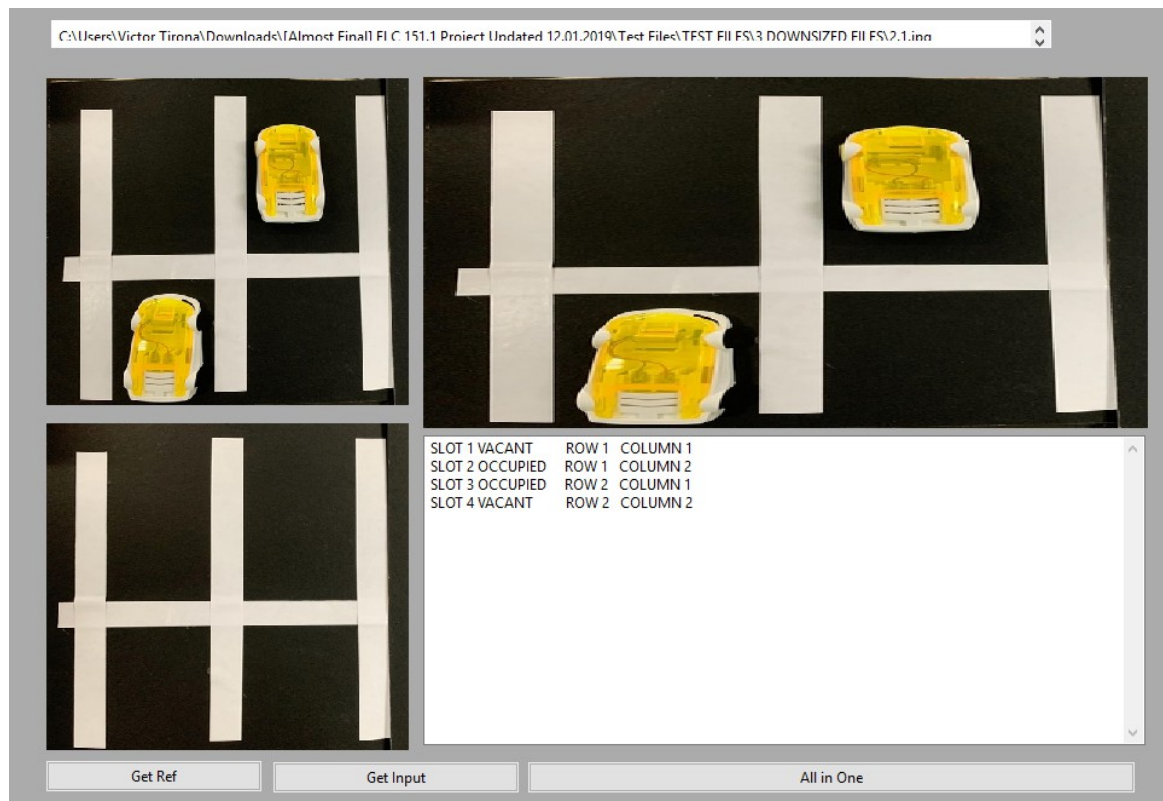 C:\Users\Victor Tirona\Downloads\[Almost Final] ELC 151.1 Project Updated 12.01.2019\Test Files\TEST FILES\3 DOWNSIZED FILES\2.1.jpg
SLOT 1 VACANT ROW 1 COLUMN 1
SLOT 2 OCCUPIED ROW 1 COLUMN 2
SLOT 3 OCCUPIED ROW 2 COLUMN 1
SLOT 4 VACANT ROW 2 COLUMN 2
Get Ref
Get Input
All in One